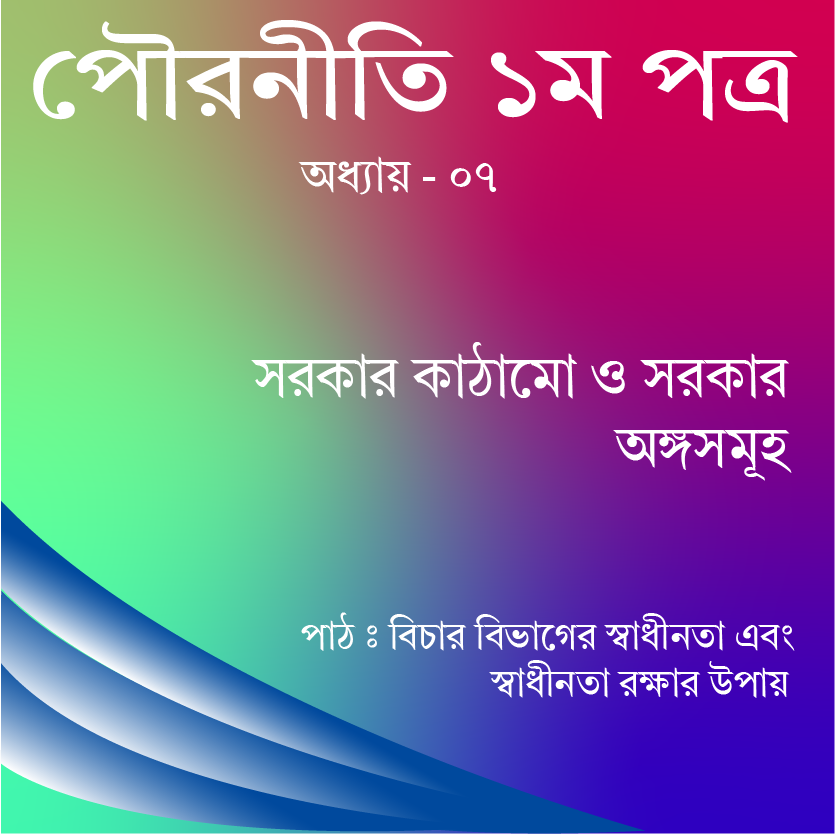 পৌরনীতি ১ম পত্র
অধ্যায় - ০৭
সরকার কাঠামো ও সরকার
অঙ্গসমূহ
পাঠ ঃ বিচার বিভাগের স্বাধীনতা এবং
স্বাধীনতা রক্ষার উপায়